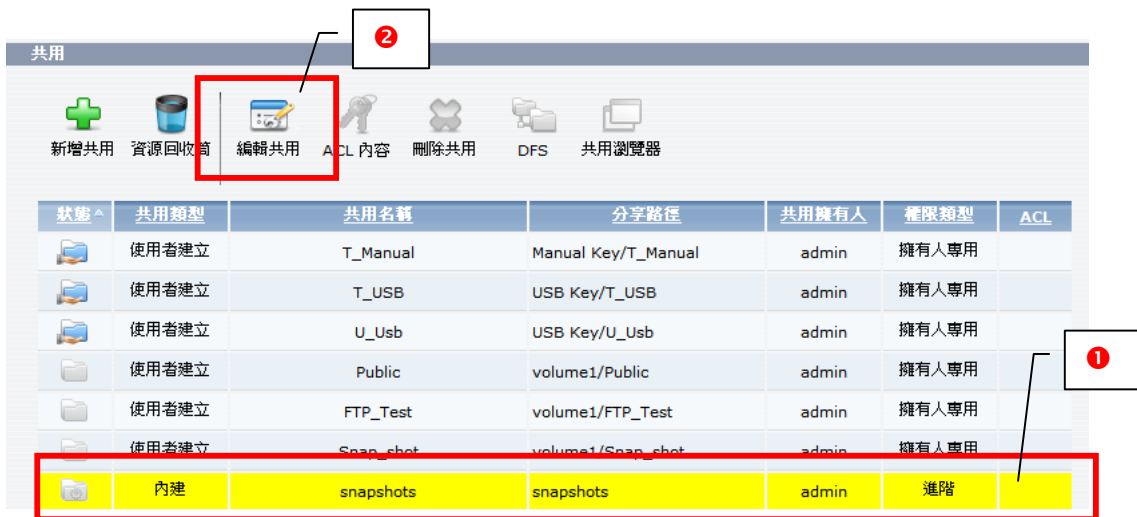 ❷
共用
新增共用 資源回收筒 編輯共用 ACL 內容 刪除共用 DFS 共用瀏覽器
狀態 共用類型 共用名稱 分享路徑 共用擁有人 權限類型 ACL
使用者建立 T_Manual Manual Key/T_Manual admin 擁有人專用
使用者建立 T_USB USB Key/T_USB admin 擁有人專用
使用者建立 U_Usb USB Key/U_Usb admin 擁有人專用
❶
使用者建立 Public volume1/Public admin 擁有人專用
使用者建立 FTP_Test volume1/FTP_Test admin 擁有人專用
使用者建立 Snap_shot volume1/Snap_shot admin 擁有人專用
內建 snapshots snapshots admin 進階